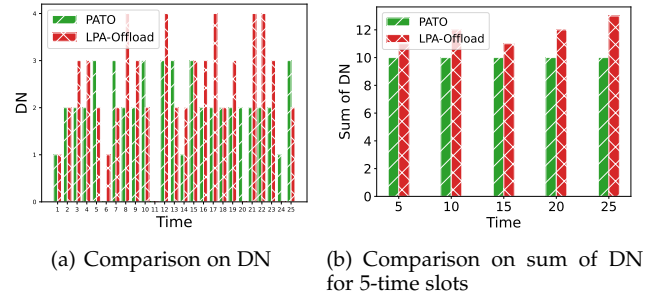 PATO
LPA-Offload
4
3
2
1
0
DN
1 2 3 4 5 6 7 8 9 10 11 12 13 14 15 16 17 18 19 20 21 22 23 24 25
Time
(a) Comparison on DN
PATO
LPA-Offload
12
10
8
6
4
2
0
Sum of DN
5 10 15 20 25
Time
(b) Comparison on sum of DN
for 5-time slots